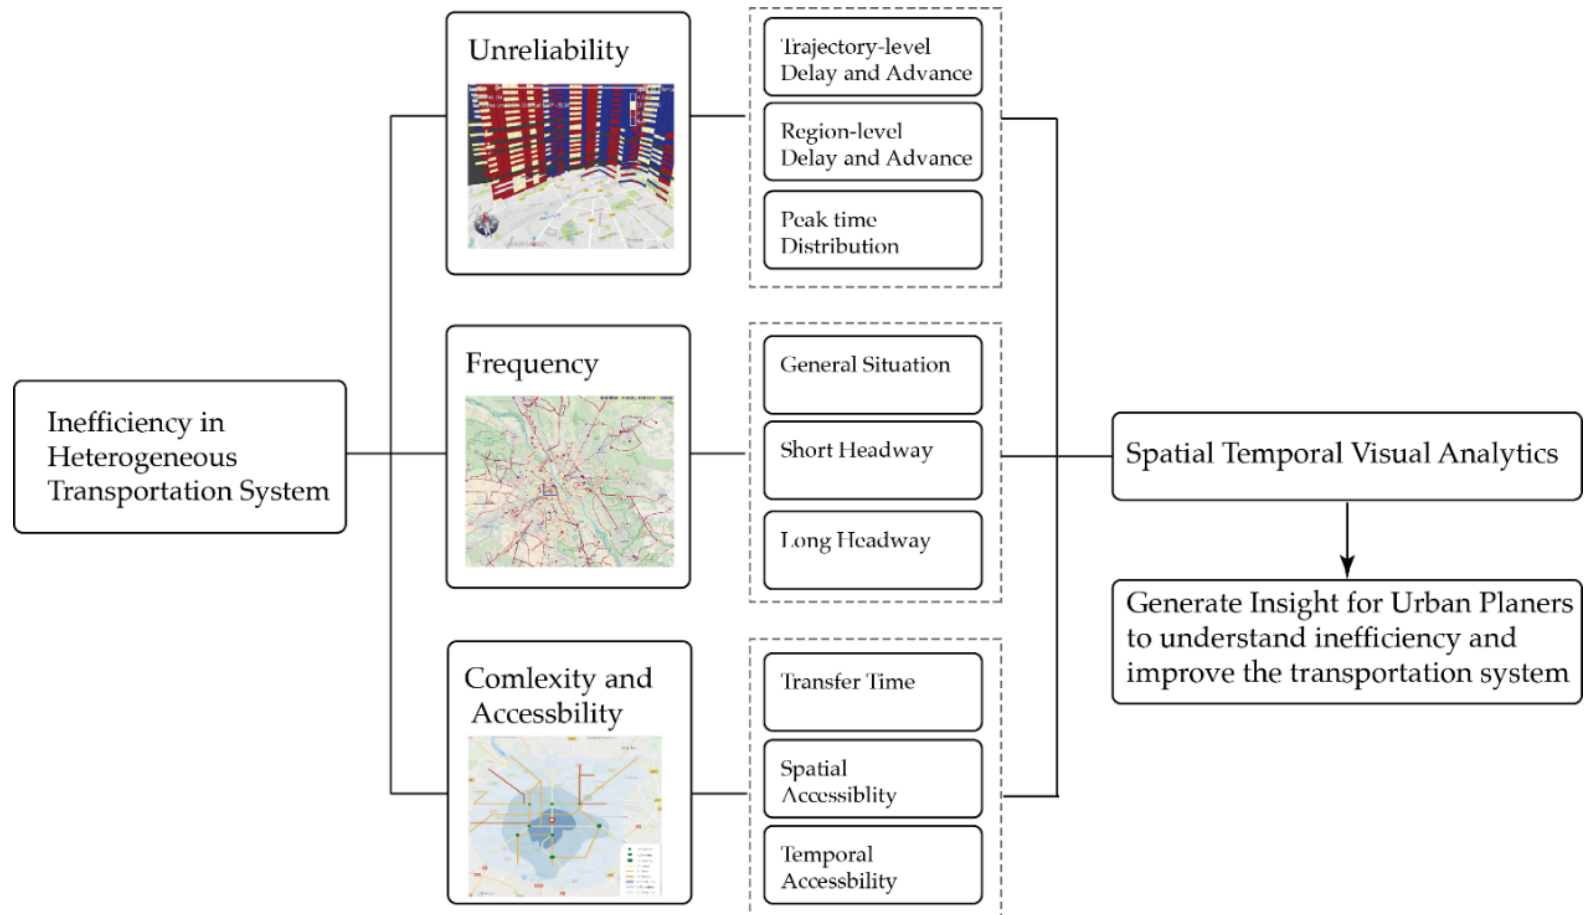 Unreliability
Trajectory-level
Delay and Advance
Region-level
Delay and Advance
Peak time
Distribution
Frequency
General Situation
Short Headway
Long Headway
Inefficiency in
Heterogeneous
Transportation System
Comlexity and
Accessbility
Transfer Time
Spatial
Accessiblity
Temporal
Accessbility
Spatial Temporal Visual Analytics
Generate Insight for Urban Planers
to understand inefficiency and
improve the transportation system